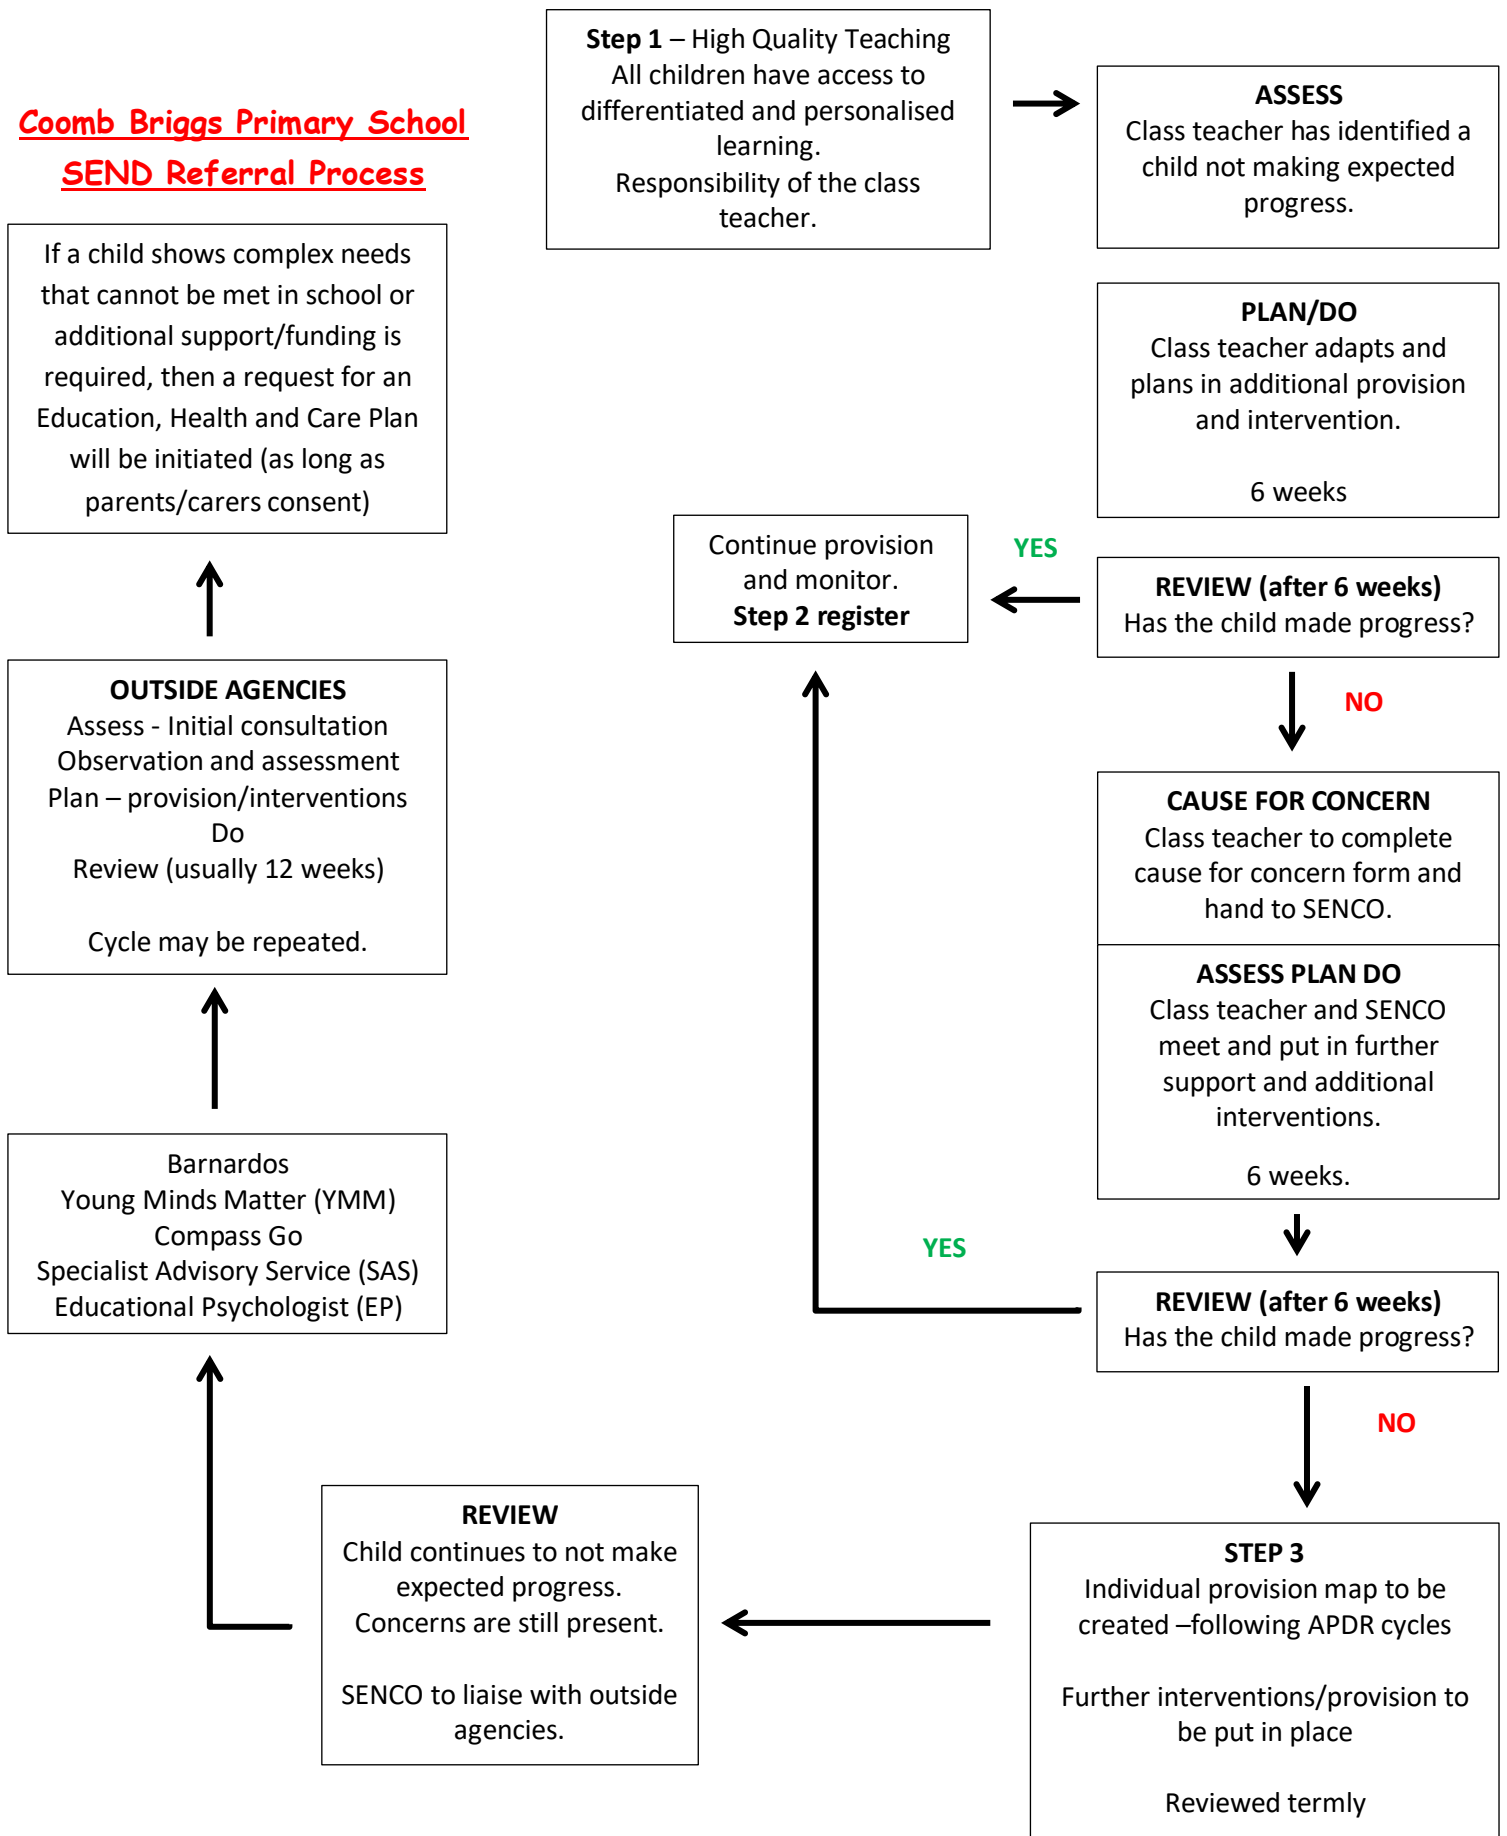 Coomb Briggs Primary School
SEND Referral Process
Step 1 – High Quality Teaching
All children have access to
differentiated and personalised
learning.
Responsibility of the class
teacher.
ASSESS
Class teacher has identified a
child not making expected
progress.
PLAN/DO
Class teacher adapts and
plans in additional provision
and intervention.
6 weeks
REVIEW (after 6 weeks)
Has the child made progress?
YES
Continue provision
and monitor.
Step 2 register
NO
CAUSE FOR CONCERN
Class teacher to complete
cause for concern form and
hand to SENCO.
ASSESS PLAN DO
Class teacher and SENCO
meet and put in further
support and additional
interventions.
6 weeks.
REVIEW (after 6 weeks)
Has the child made progress?
YES
NO
STEP 3
Individual provision map to be
created –following APDR cycles
Further interventions/provision to
be put in place
Reviewed termly
REVIEW
Child continues to not make
expected progress.
Concerns are still present.
SENCO to liaise with outside
agencies.
Barnardos
Young Minds Matter (YMM)
Compass Go
Specialist Advisory Service (SAS)
Educational Psychologist (EP)
OUTSIDE AGENCIES
Assess - Initial consultation
Observation and assessment
Plan – provision/interventions
Do
Review (usually 12 weeks)
Cycle may be repeated.
If a child shows complex needs
that cannot be met in school or
additional support/funding is
required, then a request for an
Education, Health and Care Plan
will be initiated (as long as
parents/carers consent)